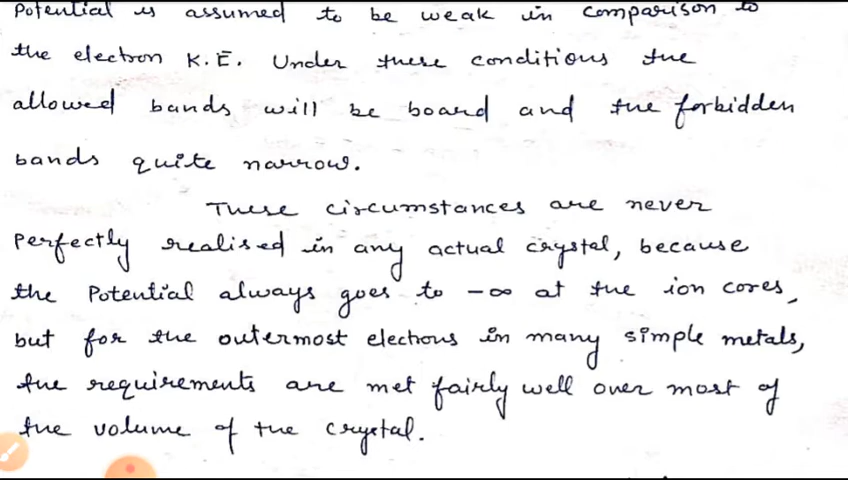 Potential is assumed to be weak in comparison to
the electron K.E. Under these conditions the
allowed bands will be board and the forbidden
bands quite narrow.
These circumstances are never
Perfectly realised in any actual crystal, because
the Potential always goes to -∞ at the ion cores,
but for the outermost electrons in many simple metals,
the requirements are met fairly well over most of
the volume of the crystal.